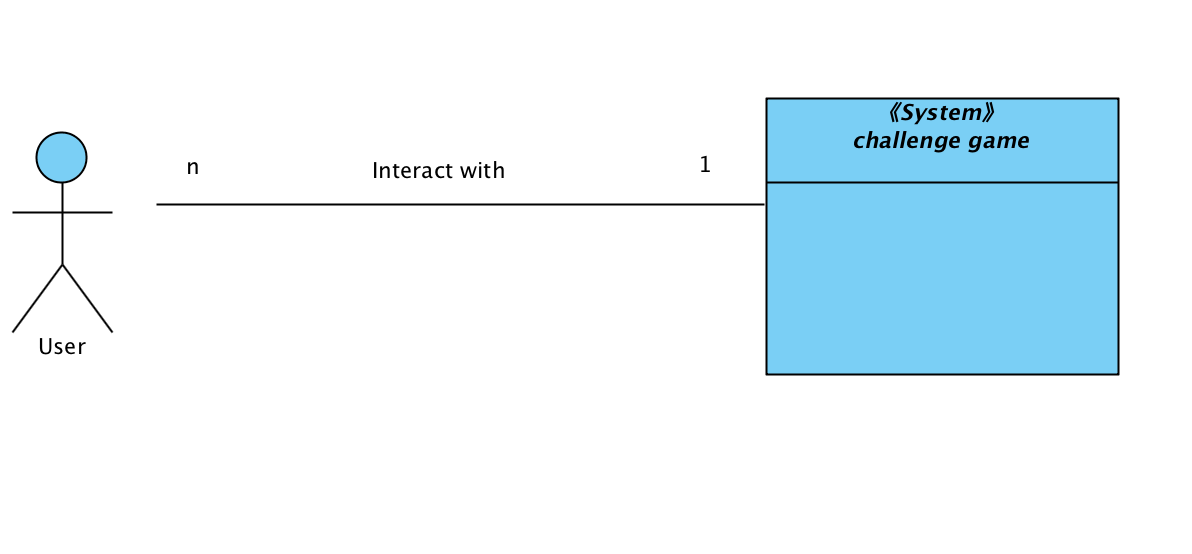 《System》
challenge game
n
Interact with
1
User